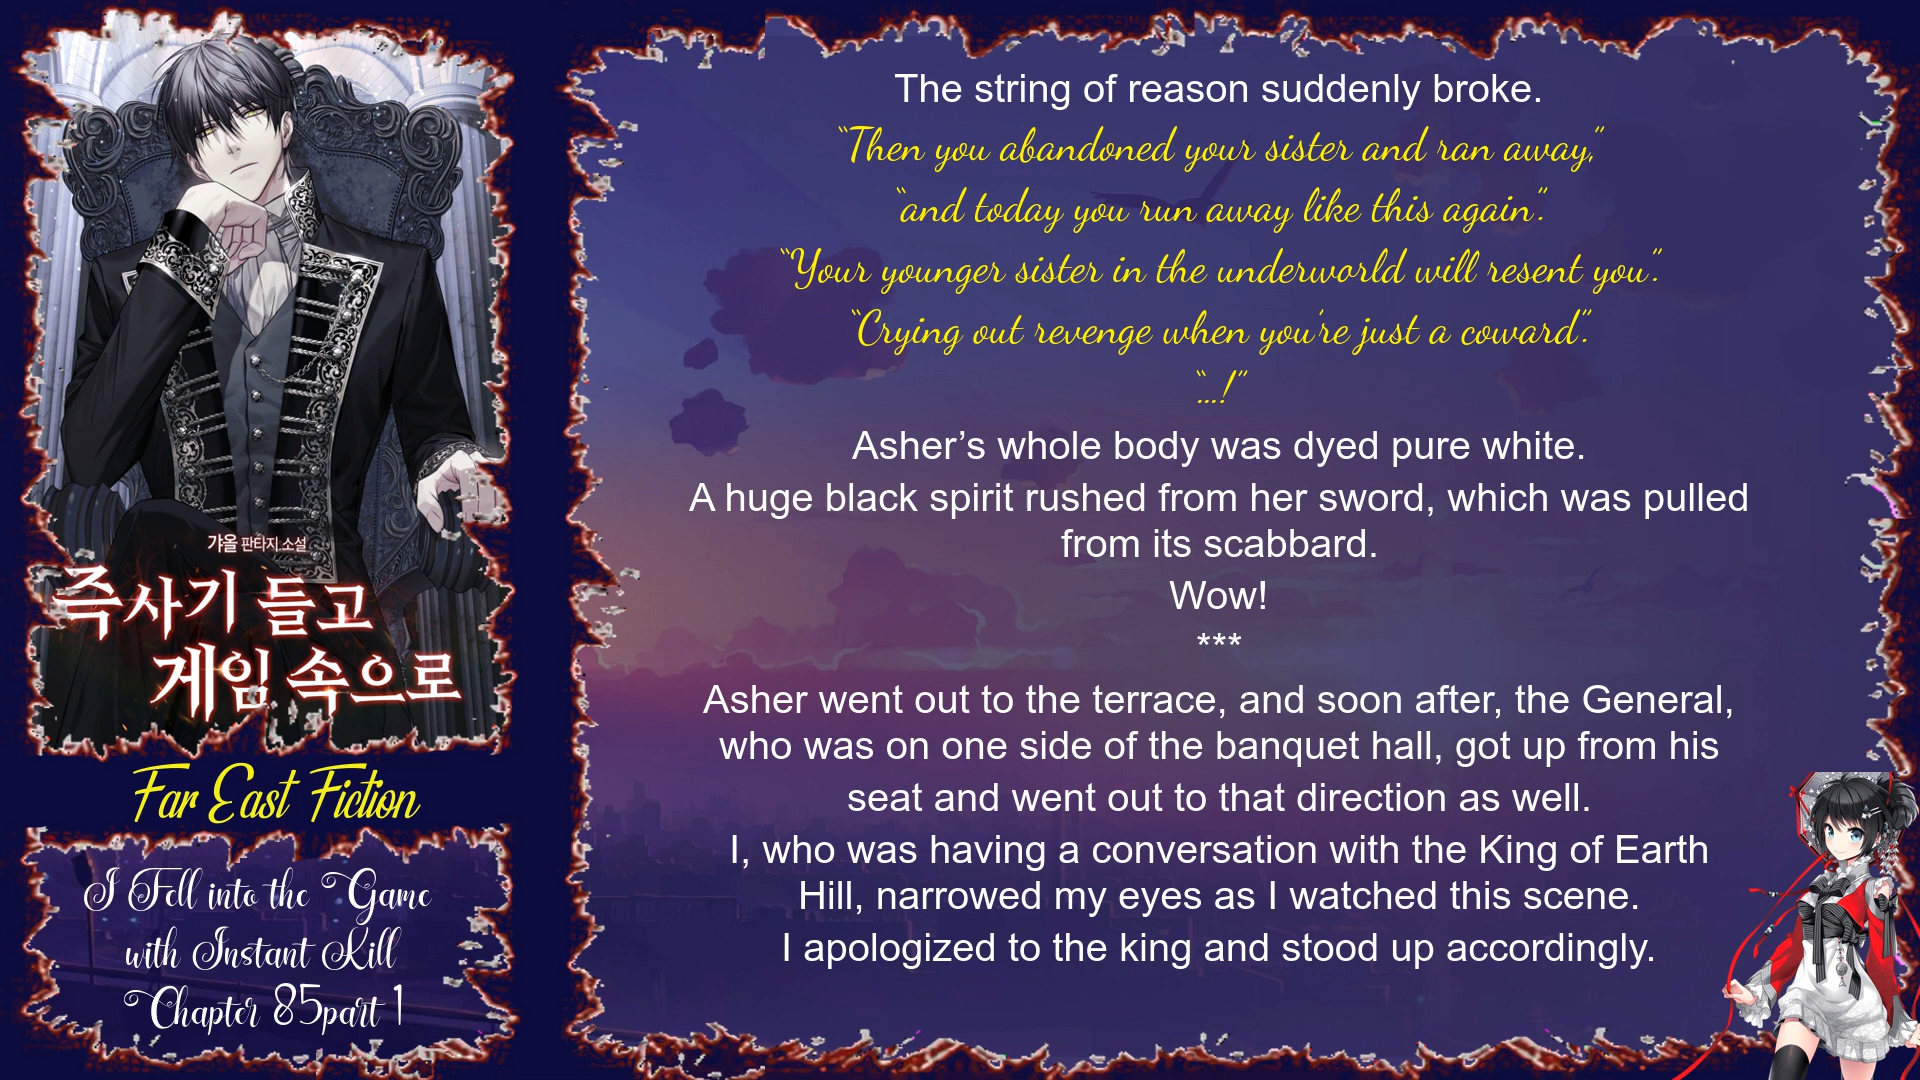 갸울 판타지 소설
즉사기 들고
게임 속으로
Far East Fiction
I Fell into the Game
with Instant Kill
Chapter 85part 1
The string of reason suddenly broke.
“Then you abandoned your sister and ran away,”
“and today you run away like this again”.
“Your younger sister in the underworld will resent you”.
“Crying out revenge when you’re just a coward”.
“…!”
Asher’s whole body was dyed pure white.
A huge black spirit rushed from her sword, which was pulled
from its scabbard.
Wow!
***
Asher went out to the terrace, and soon after, the General,
who was on one side of the banquet hall, got up from his
seat and went out to that direction as well.
I, who was having a conversation with the King of Earth
Hill, narrowed my eyes as I watched this scene.
I apologized to the king and stood up accordingly.